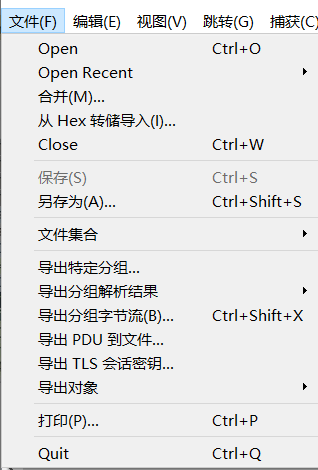 文件(F) 编辑(E) 视图(V) 跳转(G) 捕获(C)
Open Ctrl+O
Open Recent
合并(M)...
从 Hex 转储导入(I)...
Close Ctrl+W
保存(S) Ctrl+S
另存为(A)... Ctrl+Shift+S
文件集合
导出特定分组...
导出分组解析结果
导出分组字节流(B)... Ctrl+Shift+X
导出 PDU 到文件...
导出 TLS 会话密钥...
导出对象
打印(P)... Ctrl+P
Quit Ctrl+Q